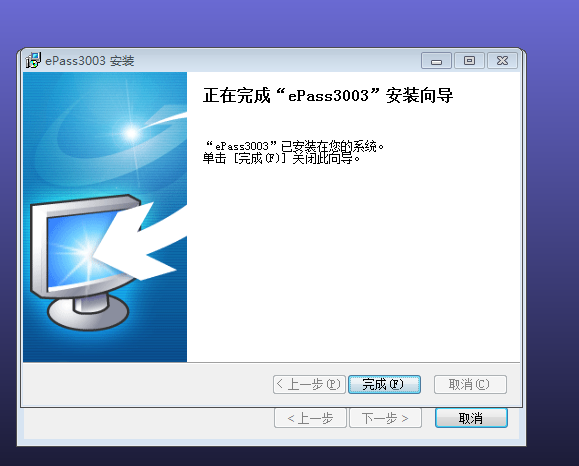 ePass3003 安装
正在完成“ePass3003”安装向导
“ePass3003”已安装在您的系统。
单击 [完成(F)] 关闭此向导。
< 上一步(P) 完成(F) 取消(C)
< 上一步 下一步 > 取消